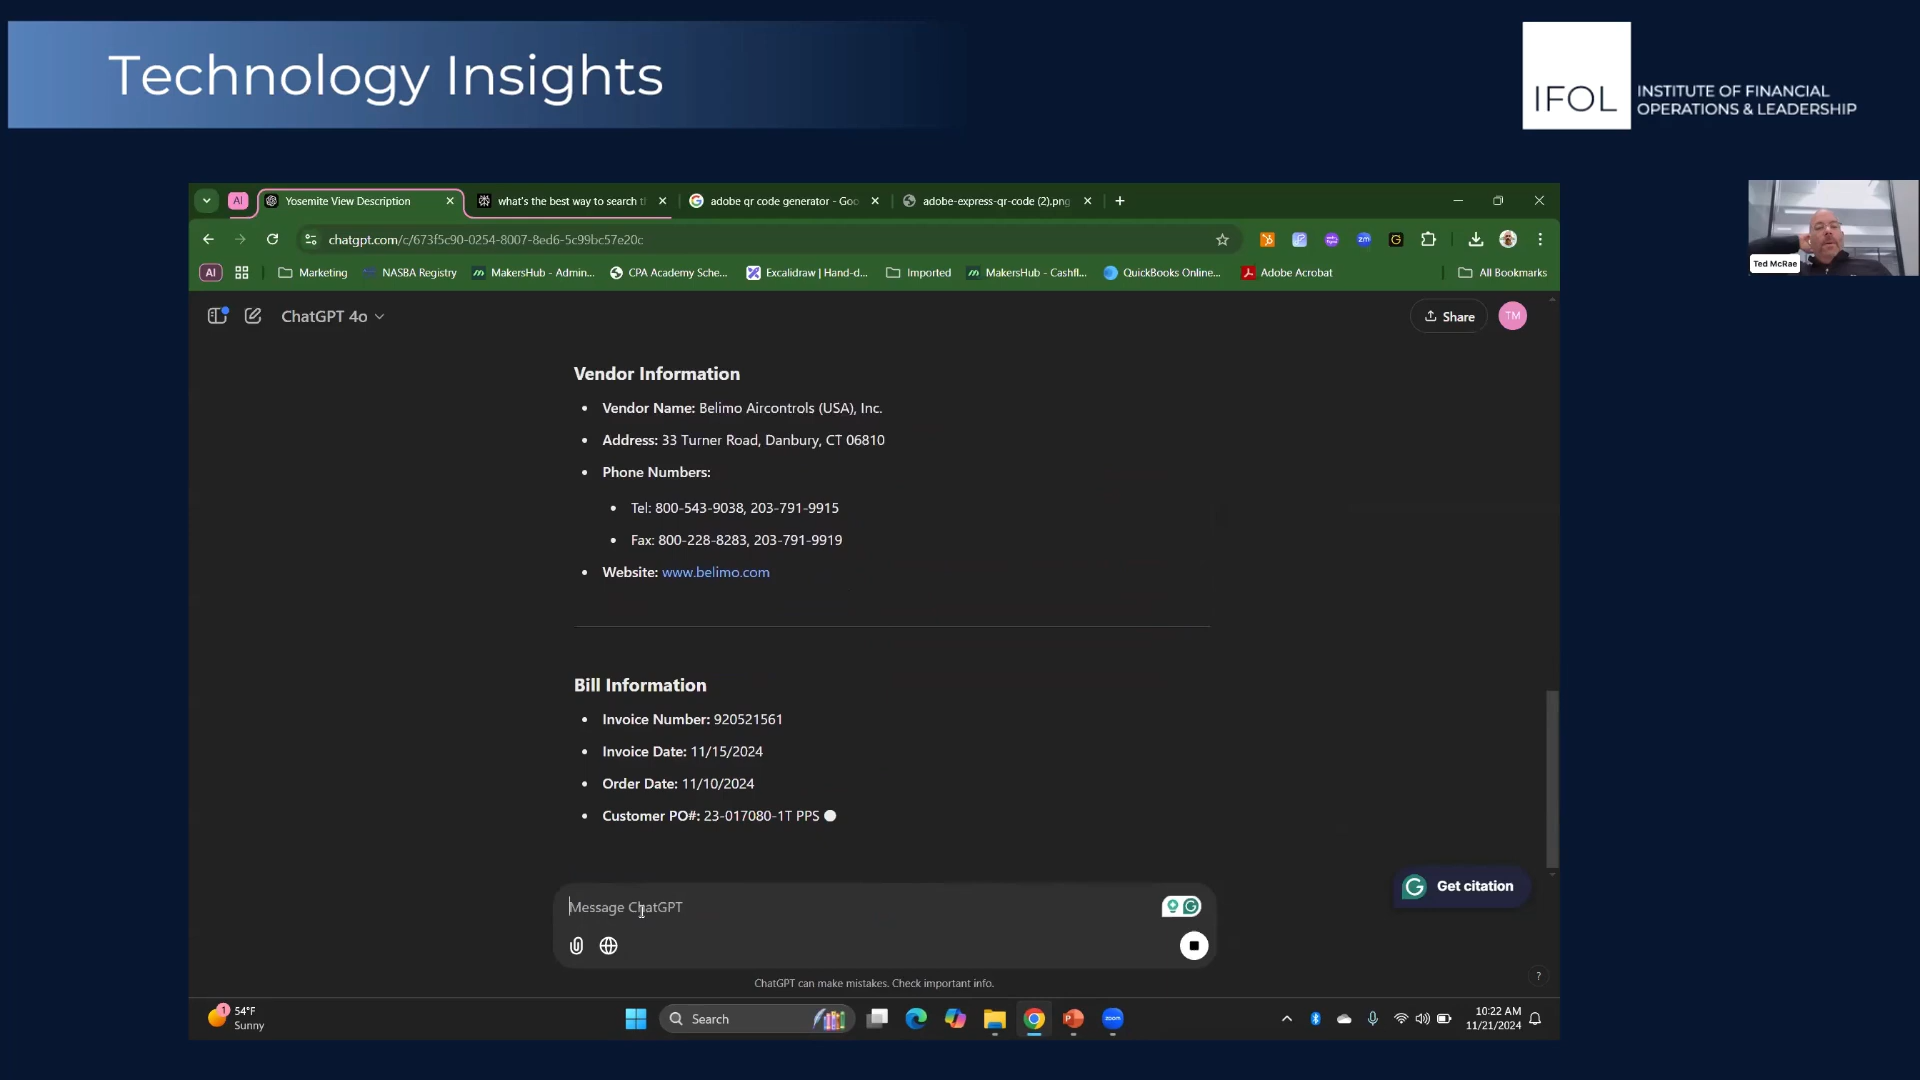 Technology Insights
IFOL
INSTITUTE OF FINANCIAL
OPERATIONS & LEADERSHIP
AI
Yosemite View Description
what's the best way to search t
adobe qr code generator - Goo
adobe-express-qr-code (2).png
chatgpt.com/c/673f5c90-0254-8007-8ed6-5c99bc57e20c
AI
Marketing
NASBA Registry
MakersHub - Admin...
CPA Academy Sche...
Excalidraw | Hand-d...
Imported
MakersHub - Cashfl...
QuickBooks Online...
Adobe Acrobat
All Bookmarks
Ted McRae
ChatGPT 4o
Share
TM
Vendor Information
Vendor Name: Belimo Aircontrols (USA), Inc.
Address: 33 Turner Road, Danbury, CT 06810
Phone Numbers:
Tel: 800-543-9038, 203-791-9915
Fax: 800-228-8283, 203-791-9919
Website: www.belimo.com
Bill Information
Invoice Number: 920521561
Invoice Date: 11/15/2024
Order Date: 11/10/2024
Customer PO#: 23-017080-1T PPS
Get citation
Message ChatGPT
ChatGPT can make mistakes. Check important info.
?
1
54°F
Sunny
Search
zoom
10:22 AM
11/21/2024